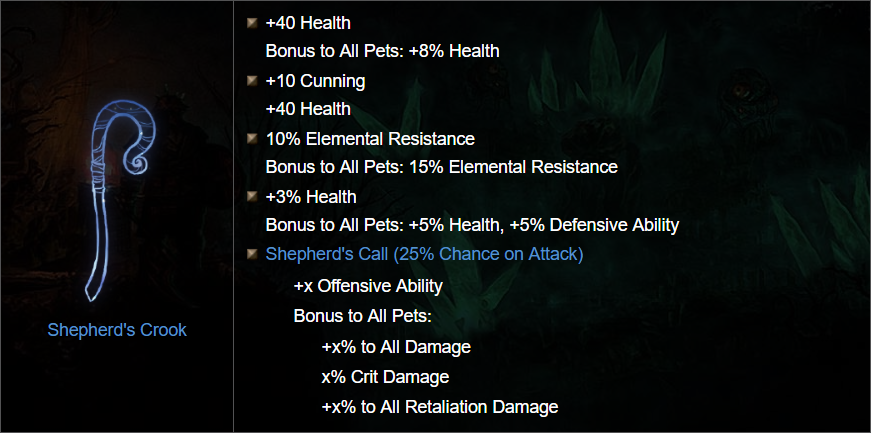 +40 Health
Bonus to All Pets: +8% Health
+10 Cunning
+40 Health
10% Elemental Resistance
Bonus to All Pets: 15% Elemental Resistance
+3% Health
Bonus to All Pets: +5% Health, +5% Defensive Ability
Shepherd's Call (25% Chance on Attack)
+x Offensive Ability
Bonus to All Pets:
+x% to All Damage
x% Crit Damage
+x% to All Retaliation Damage
Shepherd's Crook